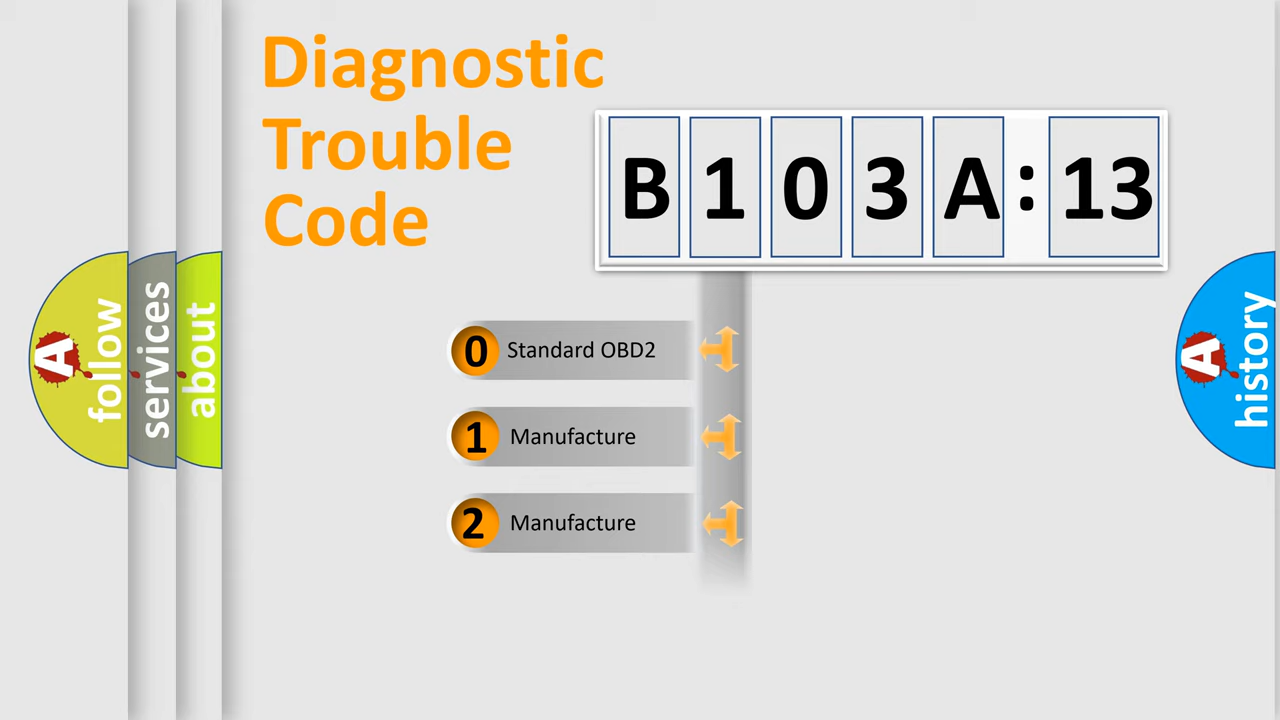 Diagnostic
Trouble
Code
B 1 0 3 A : 13
0 Standard OBD2
1 Manufacture
2 Manufacture
A follow
services
about
A history